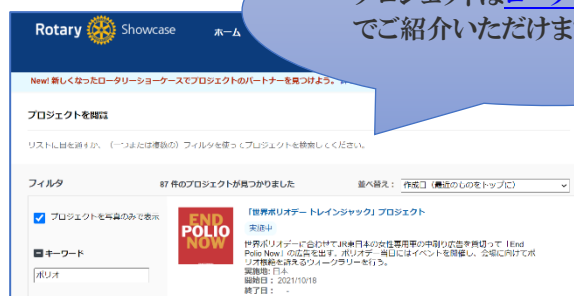 プロジェクトは
でご紹介いただけま
Rotary Showcase
ホーム
New! 新しくなったロータリーショーケースでプロジェクトのパートナーを見つけよう。
プロジェクトを閲覧
リストに目を通すか、（一つまたは複数の）フィルタを使ってプロジェクトを検索してください。
フィルタ
87 件のプロジェクトが見つかりました
並べ替え： 作成日（最近のものをトップに）
プロジェクトを写真のみで表示
キーワード
ポリオ
END
POLIO
NOW
「世界ポリオデー トレインジャック」プロジェクト
実施中
世界ポリオデーに合わせてJR東日本の女性専用車の中刷り広告を買切って「End
Polio Now」の広告を出す。ポリオデー当日にはイベントを開催し、会場に向けてポ
リオ根絶を訴えるウォークラリーを行う。
実施地: 日本
開始日： 2021/10/18
終了日： -